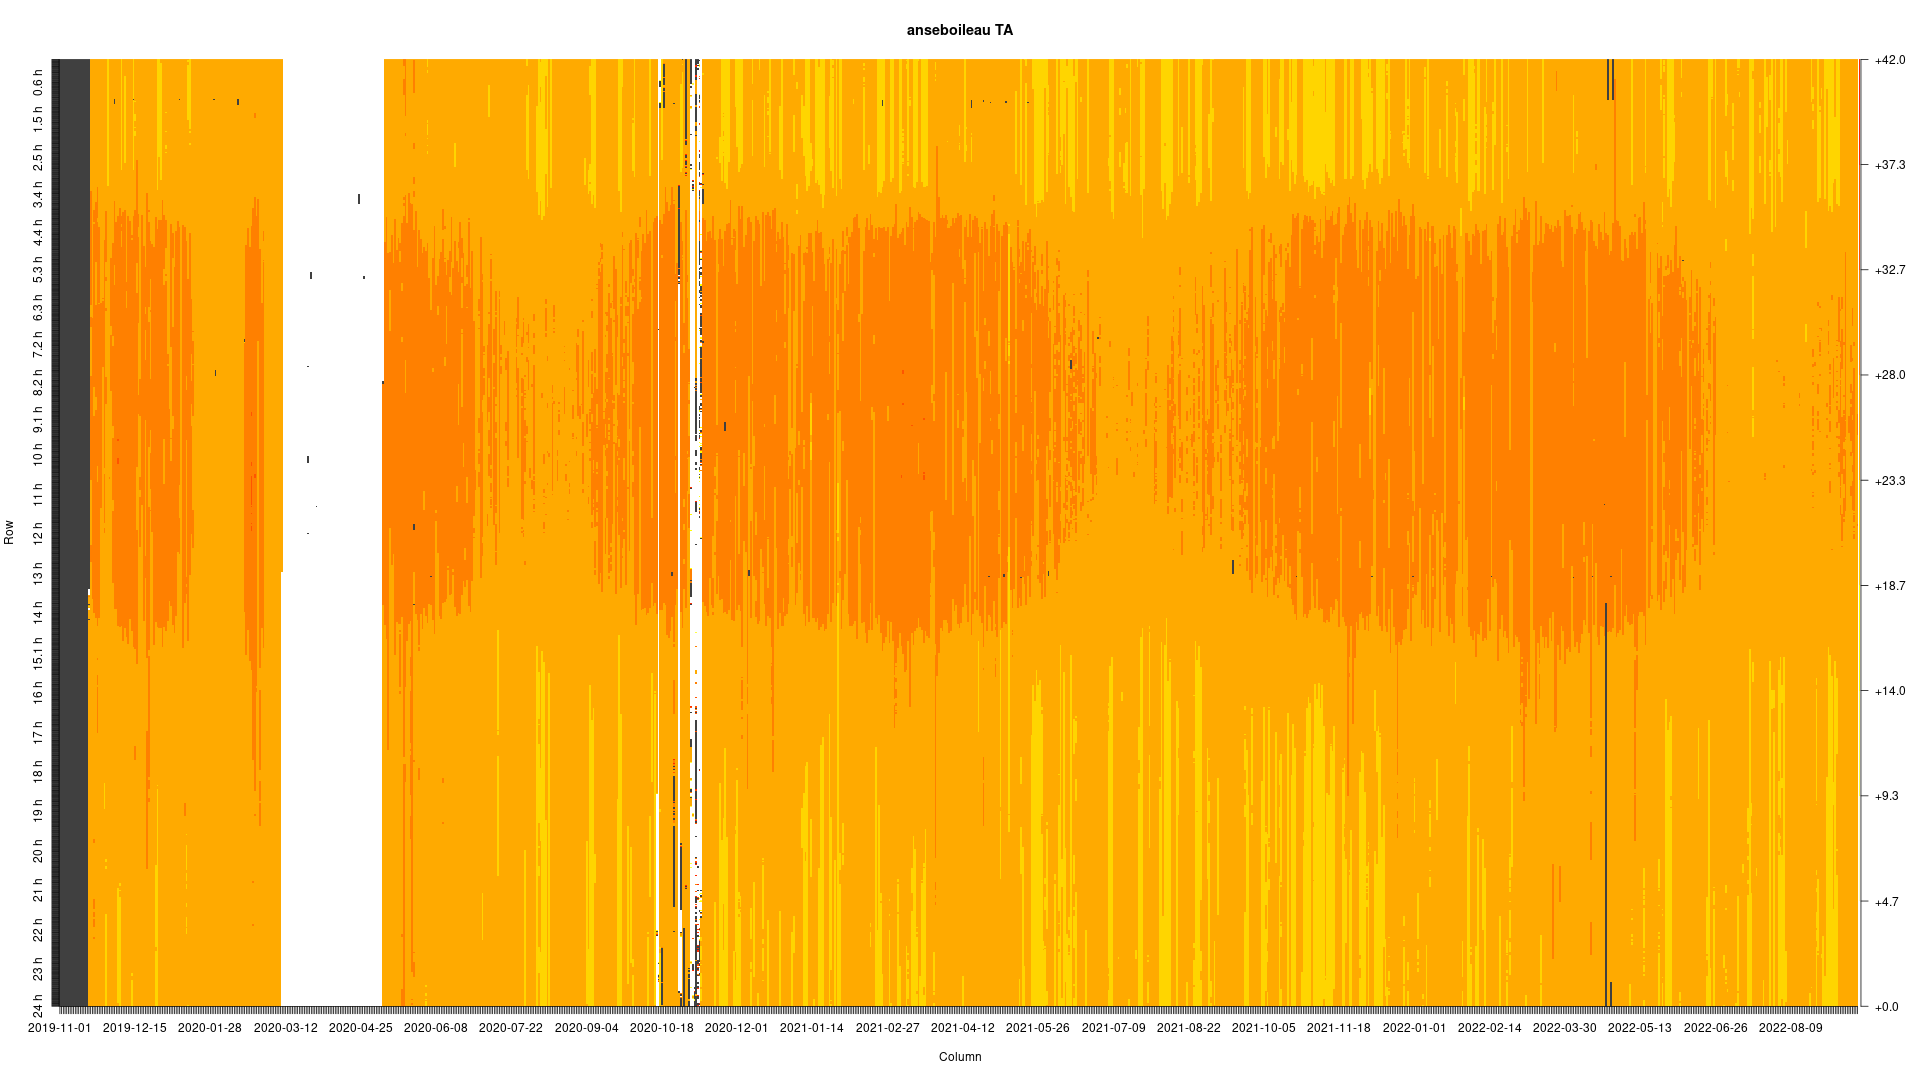 anseboileau TA
Row
0.6 h
1.5 h
2.5 h
3.4 h
4.4 h
5.3 h
6.3 h
7.2 h
8.2 h
9.1 h
10 h
11 h
12 h
13 h
14 h
15.1 h
16 h
17 h
18 h
19 h
20 h
21 h
22 h
23 h
24 h
+42.0
+37.3
+32.7
+28.0
+23.3
+18.7
+14.0
+9.3
+4.7
+0.0
2019-11-01 2019-12-15 2020-01-28 2020-03-12 2020-04-25 2020-06-08 2020-07-22 2020-09-04 2020-10-18 2020-12-01 2021-01-14 2021-02-27 2021-04-12 2021-05-26 2021-07-09 2021-08-22 2021-10-05 2021-11-18 2022-01-01 2022-02-14 2022-03-30 2022-05-13 2022-06-26 2022-08-09
Column